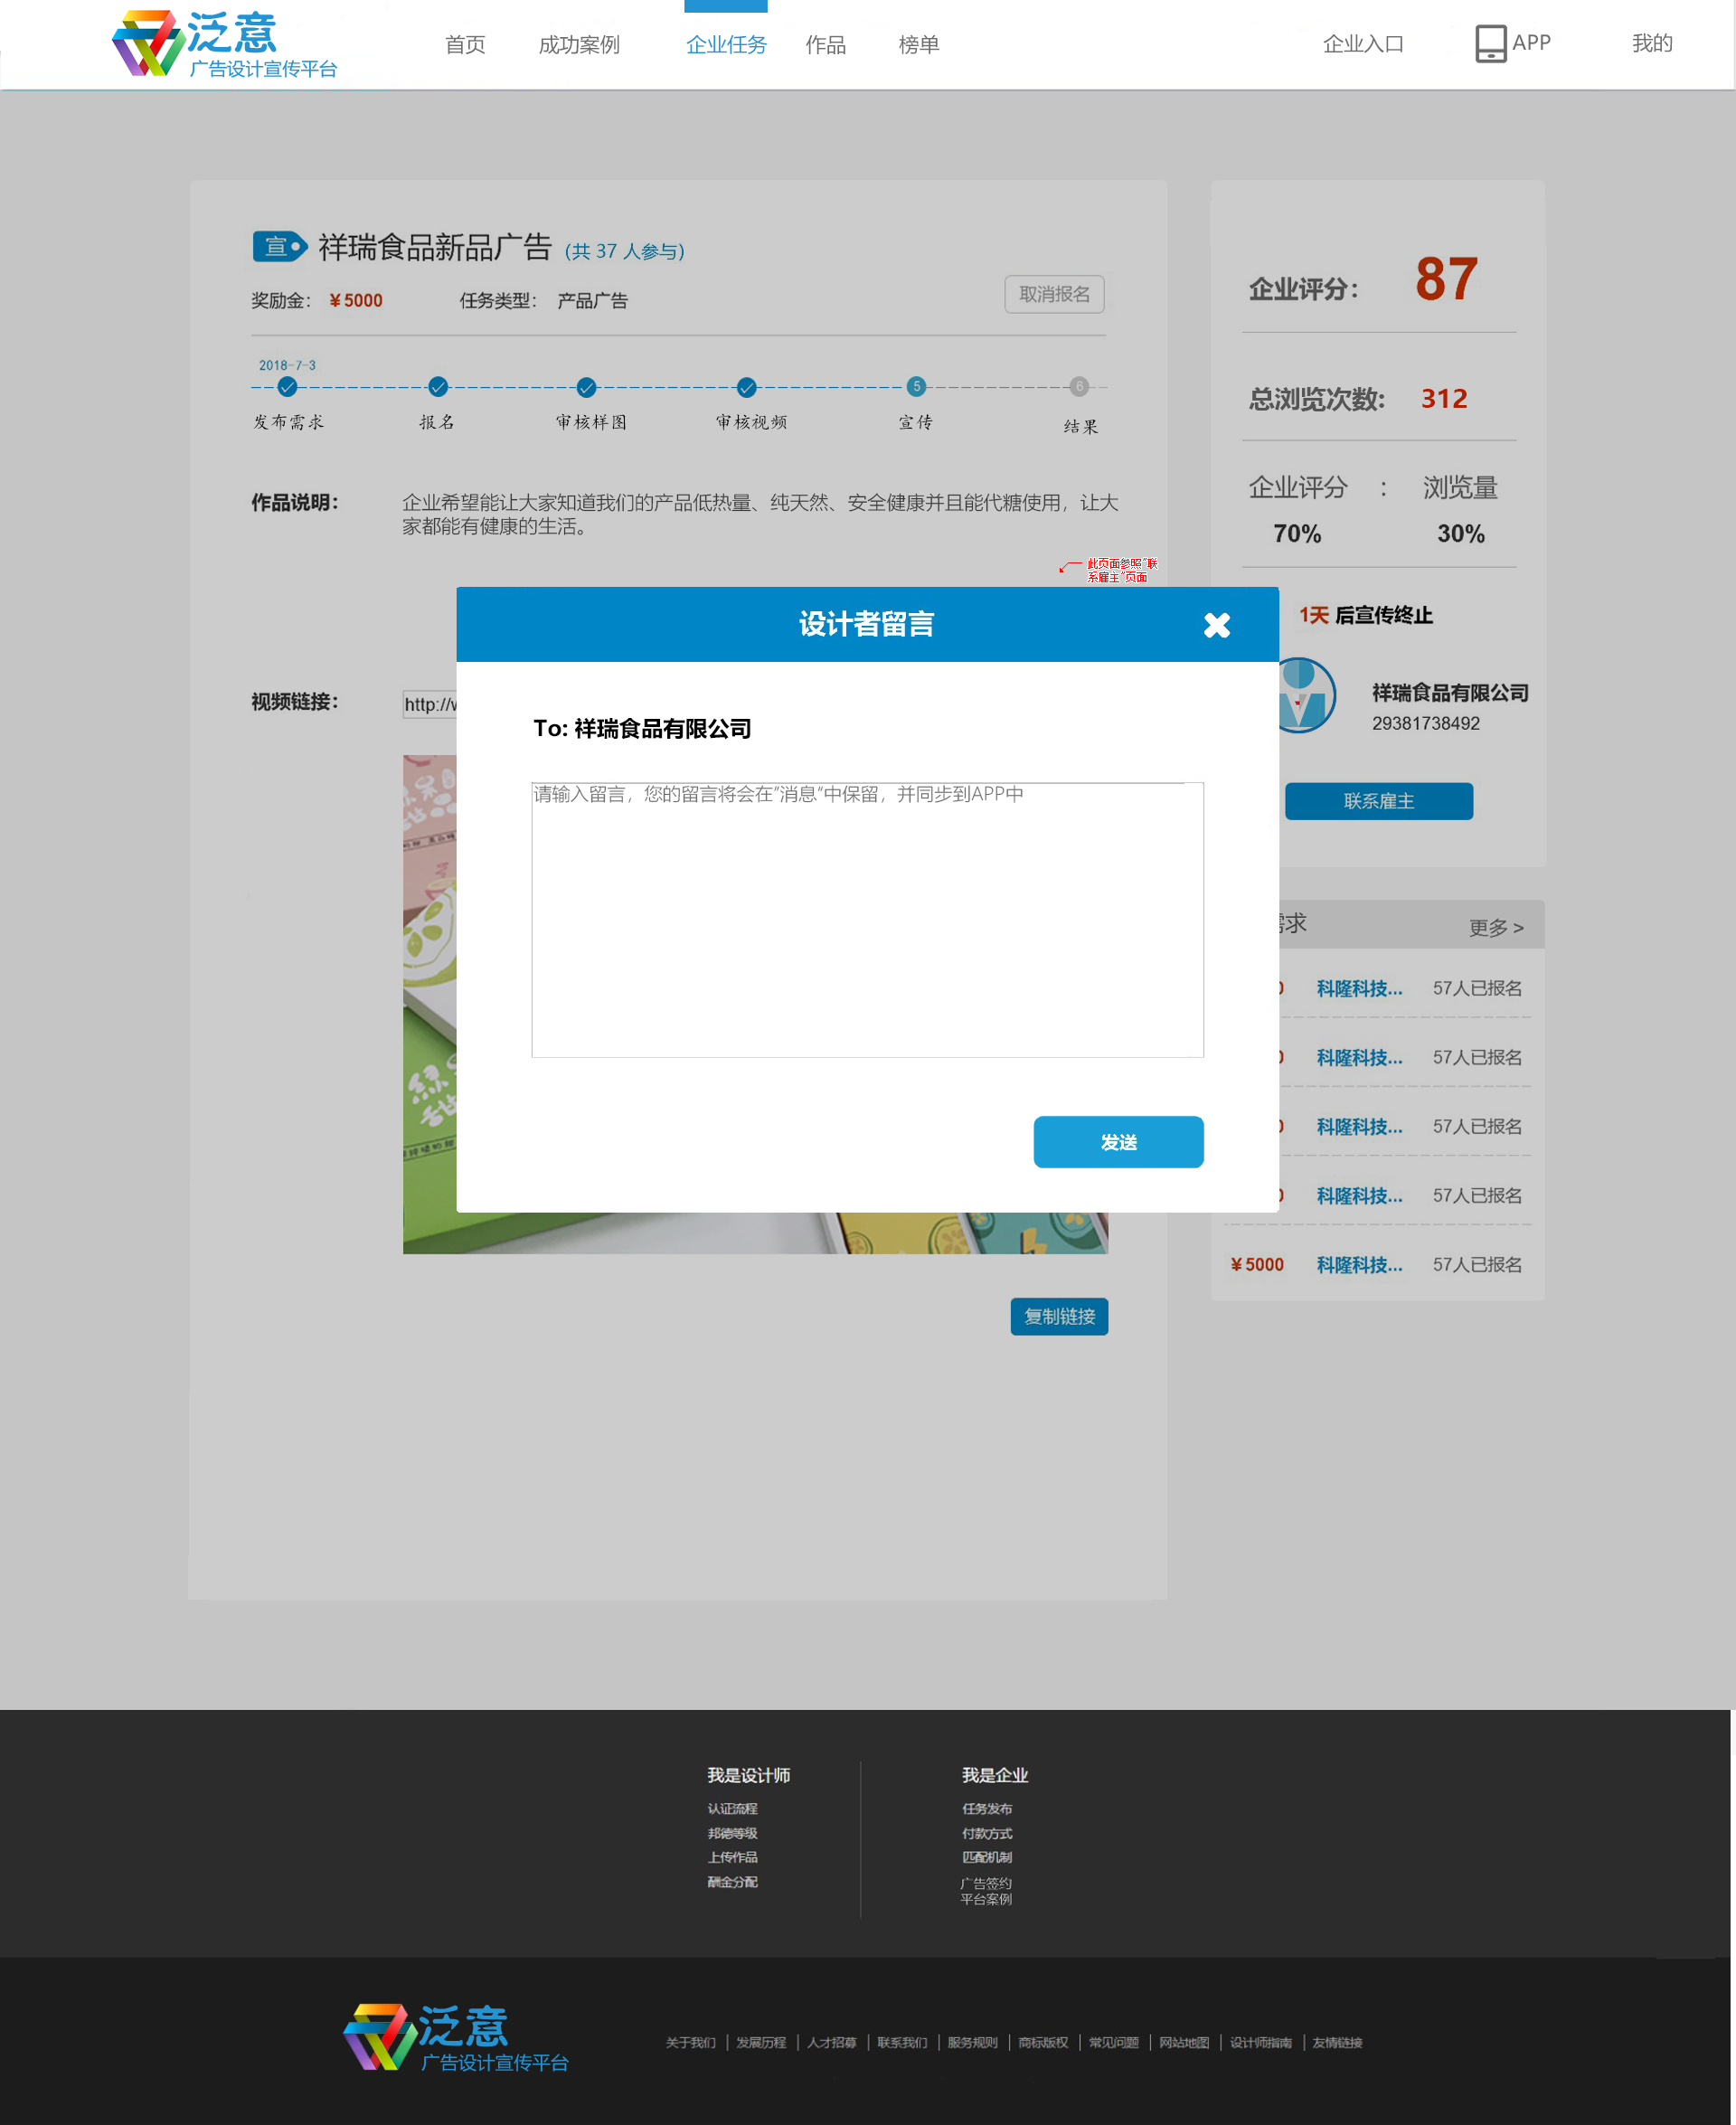 泛意
广告设计宣传平台
首页 成功案例 企业任务 作品 榜单 企业入口 APP 我的
宣 祥瑞食品新品广告 (共 37 人参与)
奖励金： ¥5000 任务类型： 产品广告
取消报名
2018-7-3
5 6
发布需求 报名 审核样图 审核视频 宣传 结果
作品说明： 企业希望能让大家知道我们的产品低热量、纯天然、安全健康并且能代糖使用，让大
家都能有健康的生活。
此页面参照"联
系雇主"页面
视频链接：
http://
设计者留言
To: 祥瑞食品有限公司
请输入留言，您的留言将会在”消息“中保留，并同步到APP中
发送
复制链接
企业评分： 87
总浏览次数: 312
企业评分 : 浏览量
70% 30%
1天 后宣传终止
祥瑞食品有限公司
29381738492
联系雇主
求 更多 >
科隆科技... 57人已报名
科隆科技... 57人已报名
科隆科技... 57人已报名
科隆科技... 57人已报名
¥5000 科隆科技... 57人已报名
我是设计师
认证流程
邦德等级
上传作品
酬金分配
我是企业
任务发布
付款方式
匹配机制
广告签约
平台案例
泛意
广告设计宣传平台
关于我们 | 发展历程 | 人才招募 | 联系我们 | 服务规则 | 商标版权 | 常见问题 | 网站地图 | 设计师指南 | 友情链接